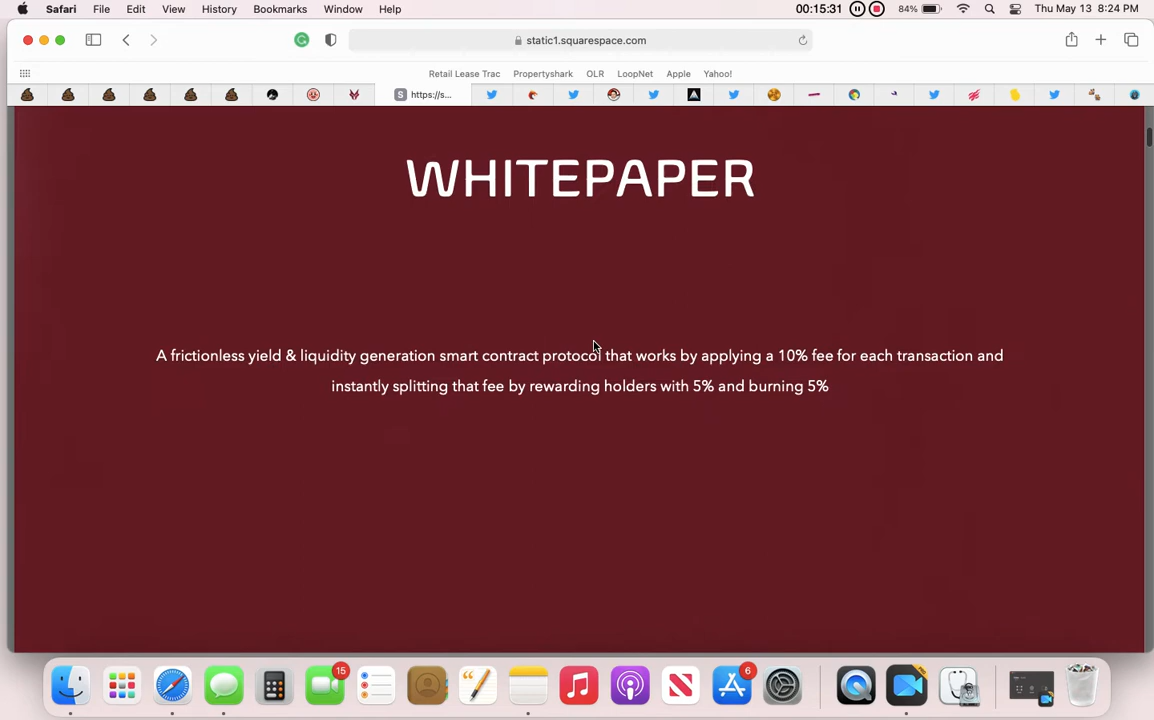 Safari File Edit View History Bookmarks Window Help 00:15:31 84% Thu May 13 8:24 PM
static1.squarespace.com
Retail Lease Trac Propertyshark OLR LoopNet Apple Yahoo!
S https://s...
WHITEPAPER
A frictionless yield & liquidity generation smart contract protocol that works by applying a 10% fee for each transaction and
instantly splitting that fee by rewarding holders with 5% and burning 5%
15 6